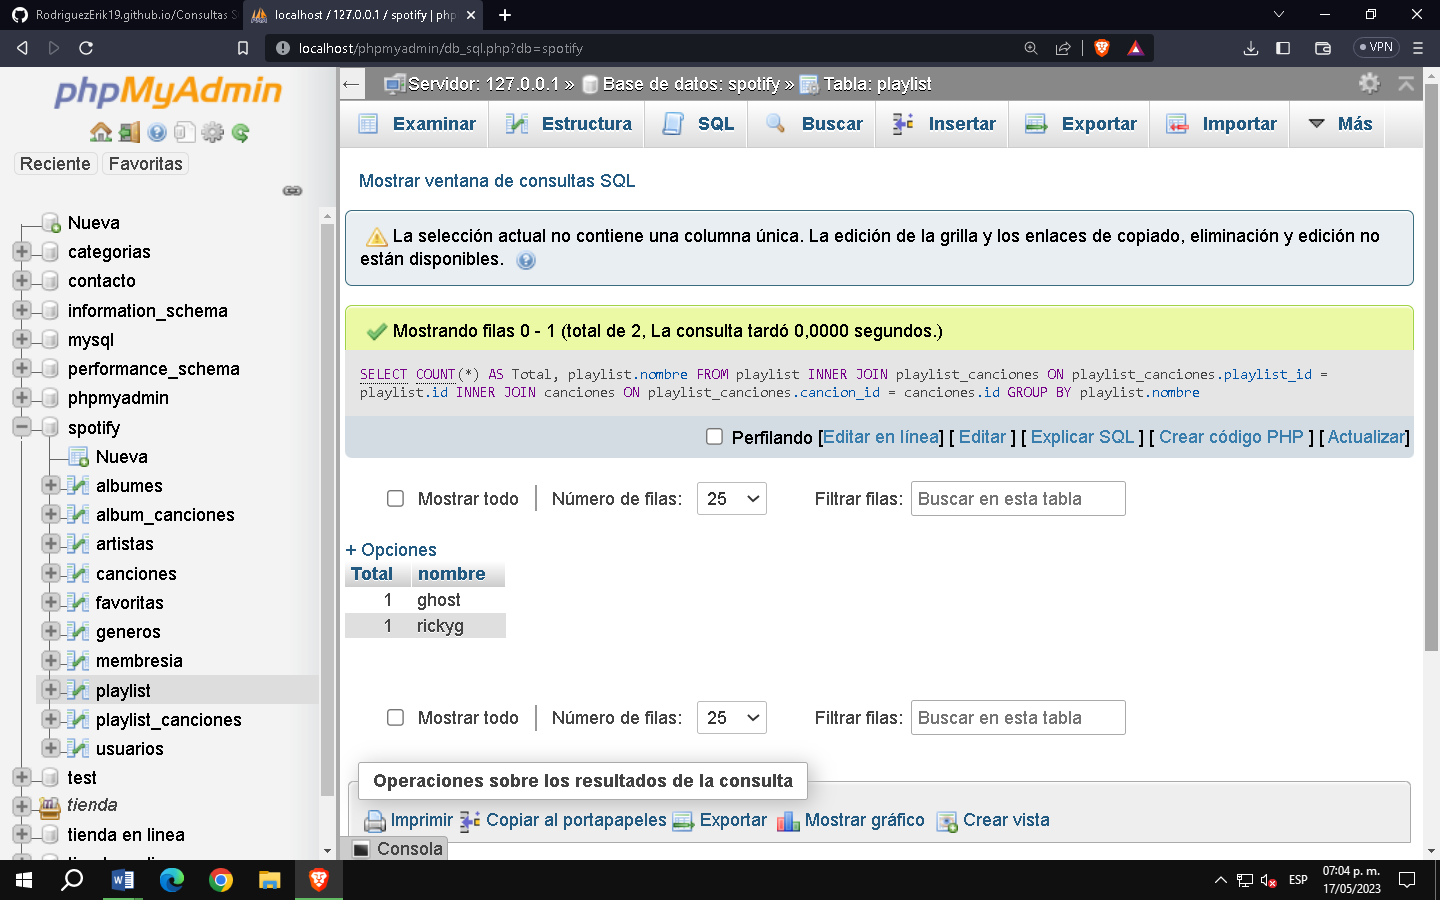 RodriguezErik19.github.io/Consultas S
localhost / 127.0.0.1 / spotify | php
localhost/phpmyadmin/db_sql.php?db=spotify
VPN
phpMyAdmin
Reciente
Favoritas
Nueva
categorias
contacto
information_schema
mysql
performance_schema
phpmyadmin
spotify
Nueva
albumes
album_canciones
artistas
canciones
favoritas
generos
membresia
playlist
playlist_canciones
usuarios
test
tienda
tienda en linea
Servidor: 127.0.0.1 » Base de datos: spotify » Tabla: playlist
Examinar Estructura SQL Buscar Insertar Exportar Importar Más
Mostrar ventana de consultas SQL
La selección actual no contiene una columna única. La edición de la grilla y los enlaces de copiado, eliminación y edición no
están disponibles.
Mostrando filas 0 - 1 (total de 2, La consulta tardó 0,0000 segundos.)
SELECT COUNT(*) AS Total, playlist.nombre FROM playlist INNER JOIN playlist_canciones ON playlist_canciones.playlist_id =
playlist.id INNER JOIN canciones ON playlist_canciones.cancion_id = canciones.id GROUP BY playlist.nombre
Perfilando [Editar en línea] [ Editar ] [ Explicar SQL ] [ Crear código PHP ] [ Actualizar]
Mostrar todo Número de filas: 25 Filtrar filas: Buscar en esta tabla
+ Opciones
Total nombre
1 ghost
1 rickyg
Mostrar todo Número de filas: 25 Filtrar filas: Buscar en esta tabla
Operaciones sobre los resultados de la consulta
Imprimir Copiar al portapapeles Exportar Mostrar gráfico Crear vista
Consola
ESP
07:04 p. m.
17/05/2023